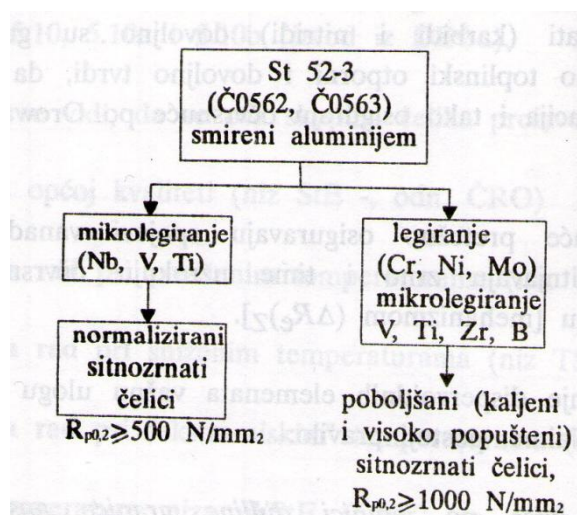 St 52-3
(Č0562, Č0563)
smireni aluminijem
mikrolegiranje
(Nb, V, Ti)
normalizirani
sitnozrnati
čelici
Rp0,2⩾500 N/mm2
legiranje
(Cr, Ni, Mo)
mikrolegiranje
V, Ti, Zr, B
poboljšani (kaljeni
i visoko popušteni)
sitnozrnati čelici,
Rp0,2⩾1000 N/mm2